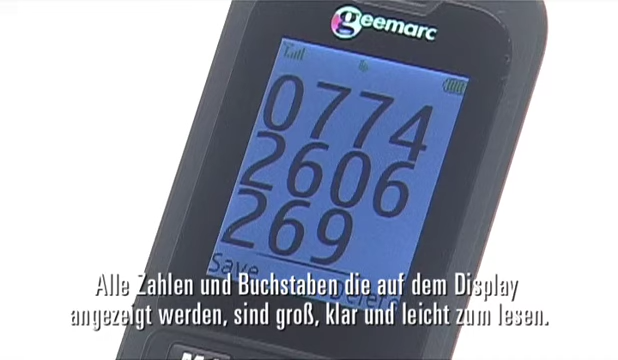 geemarc
0774
2606
269
Save Delete
Alle Zahlen und Buchstaben die auf dem Display
angezeigt werden, sind groß, klar und leicht zum lesen.